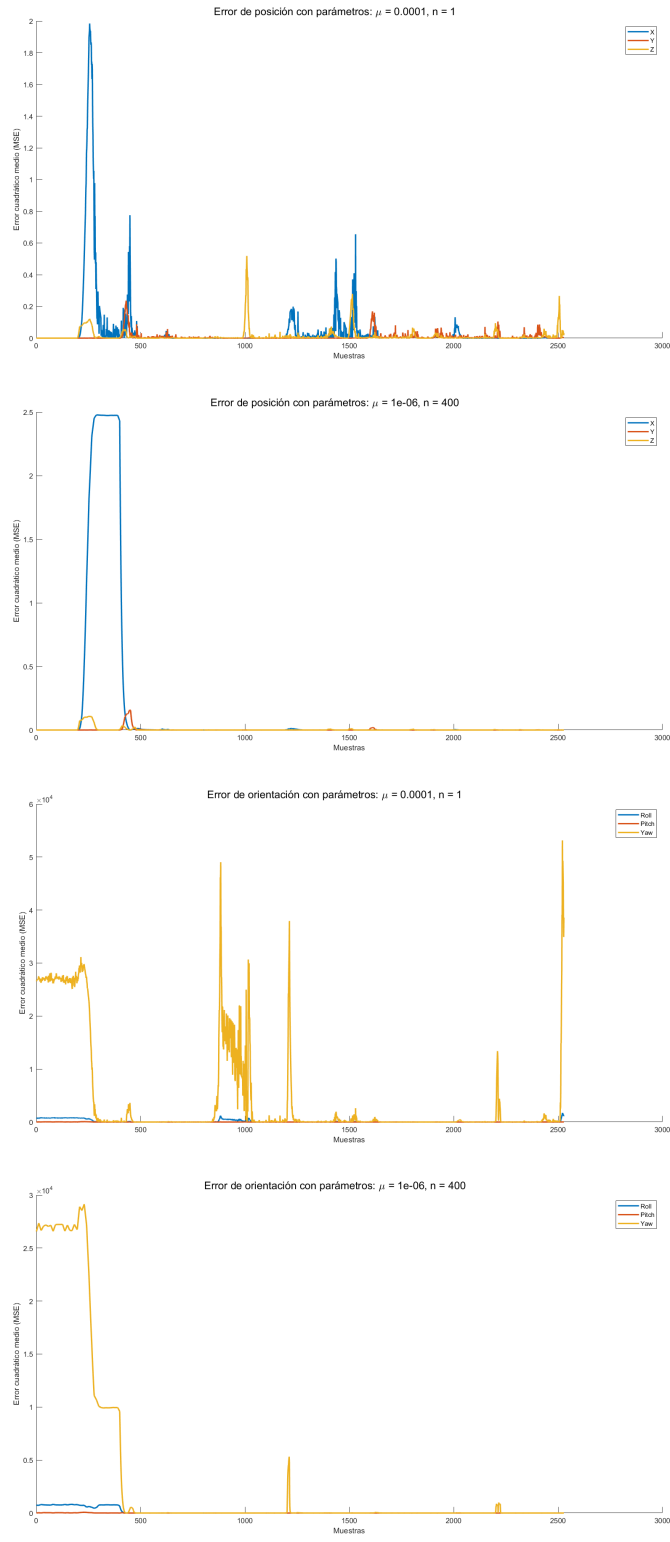 Error de posición con parámetros: μ = 0.0001, n = 1
X
Y
Z
Error cuadrático medio (MSE)
2
1.8
1.6
1.4
1.2
1
0.8
0.6
0.4
0.2
0
0 500 1000 1500 2000 2500 3000
Muestras
Error de posición con parámetros: μ = 1e-06, n = 400
X
Y
Z
Error cuadrático medio (MSE)
2.5
2
1.5
1
0.5
0
0 500 1000 1500 2000 2500 3000
Muestras
Error de orientación con parámetros: μ = 0.0001, n = 1
×10^4
Roll
Pitch
Yaw
Error cuadrático medio (MSE)
6
5
4
3
2
1
0
0 500 1000 1500 2000 2500 3000
Muestras
Error de orientación con parámetros: μ = 1e-06, n = 400
×10^4
Roll
Pitch
Yaw
Error cuadrático medio (MSE)
3
2.5
2
1.5
1
0.5
0
0 500 1000 1500 2000 2500 3000
Muestras